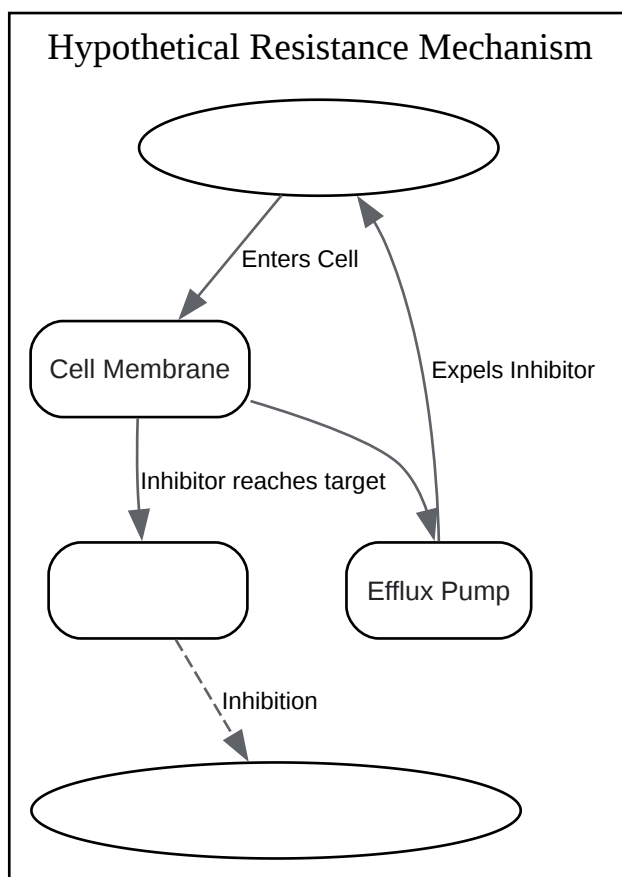 Hypothetical Resistance Mechanism
Enters Cell
Cell Membrane
Expels Inhibitor
Inhibitor reaches target
Efflux Pump
Inhibition